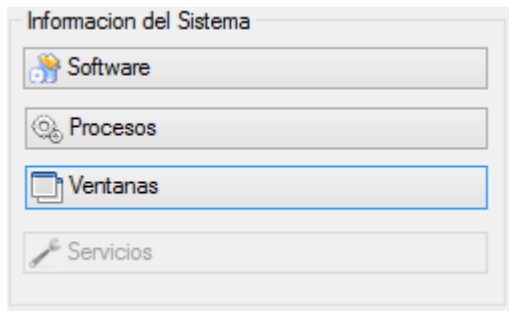 Informacion del Sistema
Software
Procesos
Ventanas
Servicios